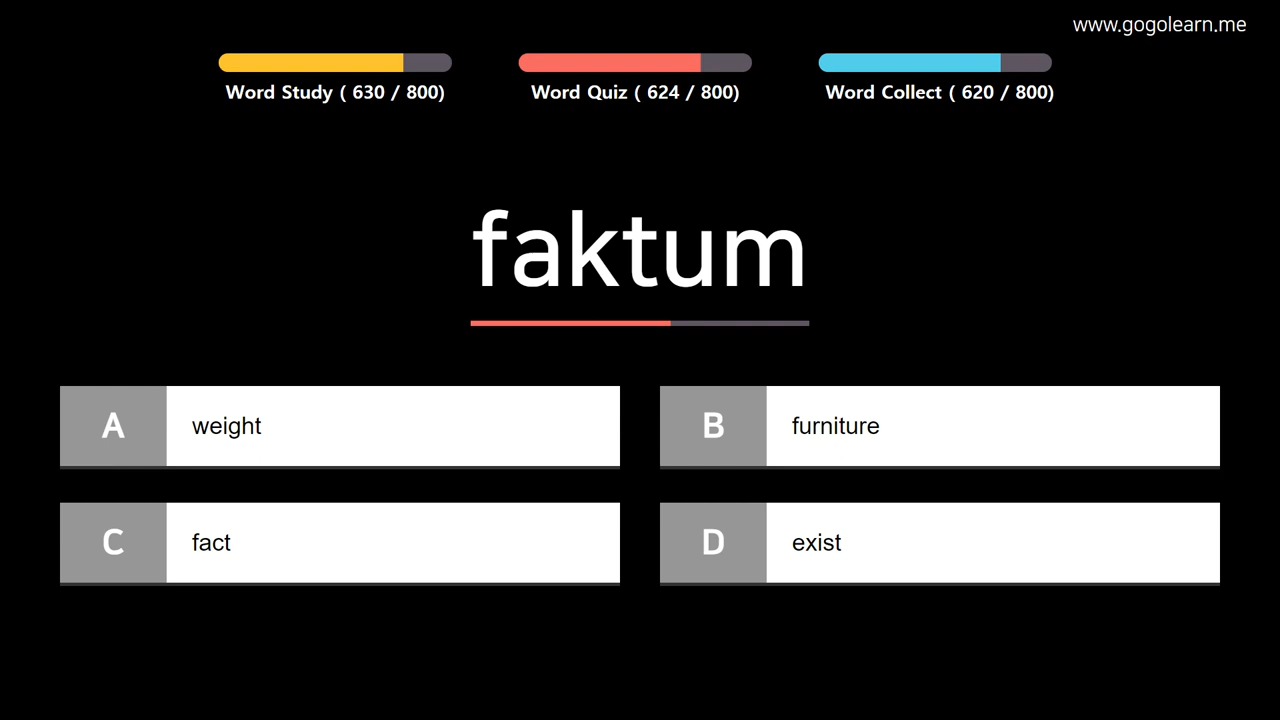 www.gogolearn.me
Word Study ( 630 / 800)
Word Quiz ( 624 / 800)
Word Collect ( 620 / 800)
faktum
A weight
B furniture
C fact
D exist